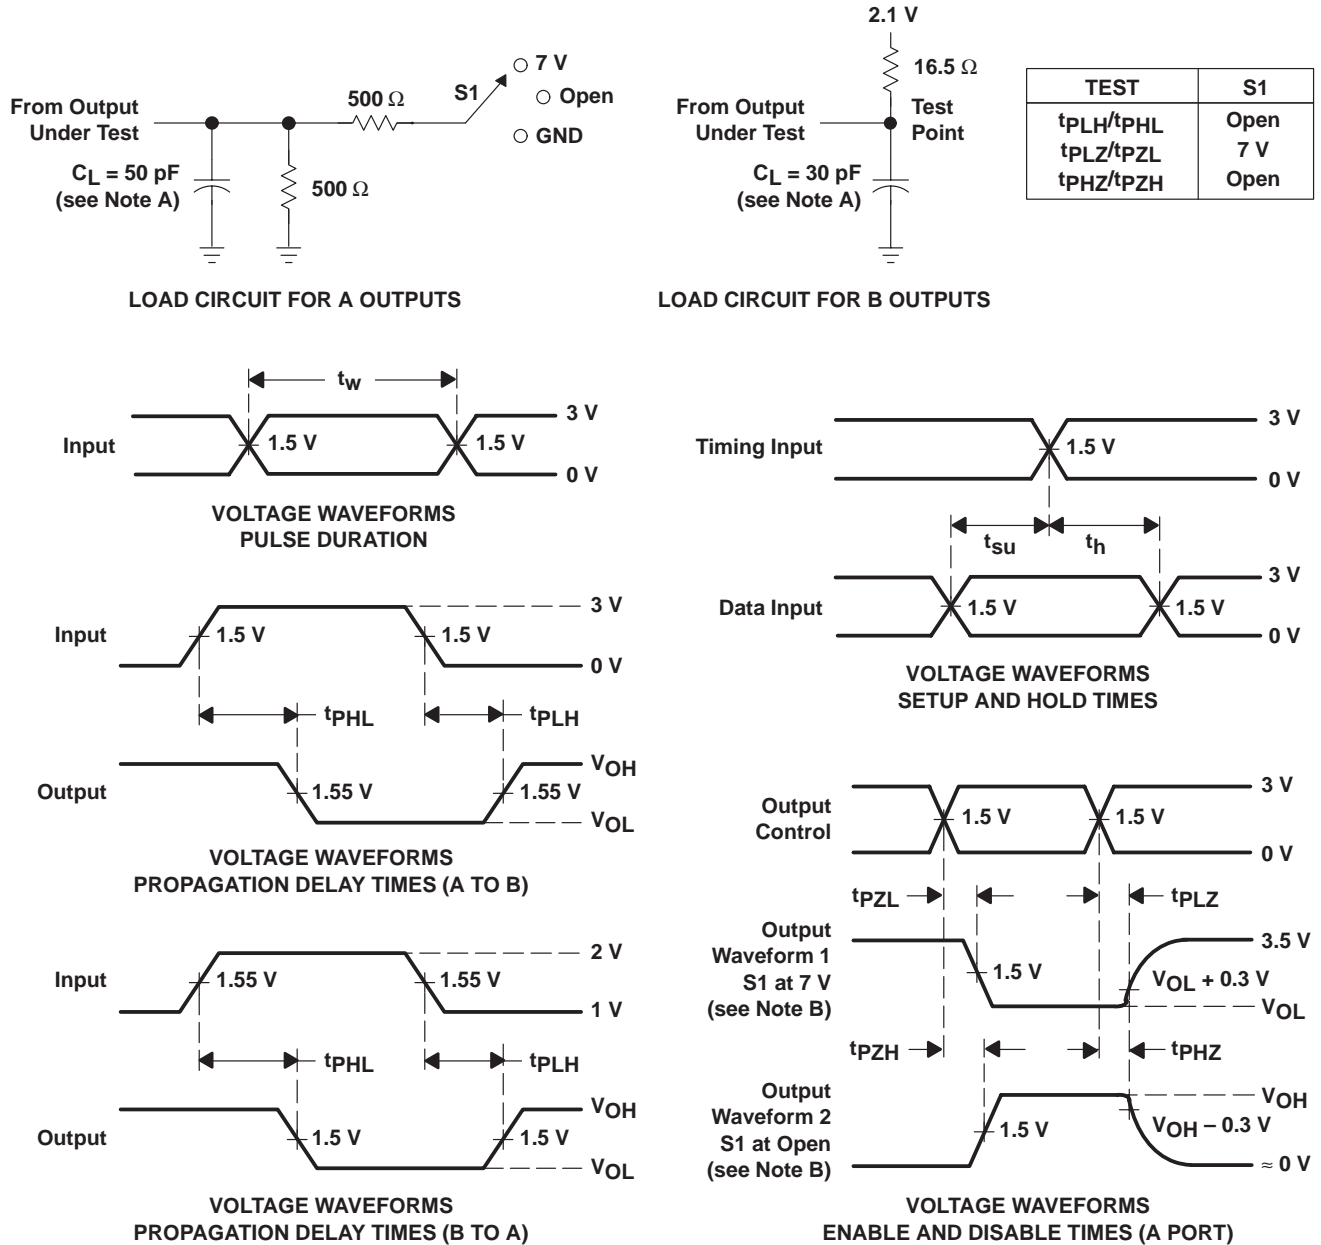 From Output
Under Test
CL = 50 pF
(see Note A)
500 Ω
500 Ω
S1
7 V
Open
GND
LOAD CIRCUIT FOR A OUTPUTS
2.1 V
16.5 Ω
From Output
Under Test
Test
Point
CL = 30 pF
(see Note A)
LOAD CIRCUIT FOR B OUTPUTS
TEST S1
tPLH/tPHL Open
tPLZ/tPZL 7 V
tPHZ/tPZH Open
tw
Input
1.5 V
1.5 V
3 V
0 V
VOLTAGE WAVEFORMS
PULSE DURATION
Timing Input
1.5 V
3 V
0 V
tsu
th
Data Input
1.5 V
1.5 V
3 V
0 V
VOLTAGE WAVEFORMS
SETUP AND HOLD TIMES
Input
1.5 V
1.5 V
3 V
0 V
tPHL
tPLH
Output
1.55 V
1.55 V
VOH
VOL
VOLTAGE WAVEFORMS
PROPAGATION DELAY TIMES (A TO B)
Input
1.55 V
1.55 V
2 V
1 V
tPHL
tPLH
Output
1.5 V
1.5 V
VOH
VOL
VOLTAGE WAVEFORMS
PROPAGATION DELAY TIMES (B TO A)
Output
Control
1.5 V
1.5 V
3 V
0 V
tPZL
tPLZ
Output
Waveform 1
S1 at 7 V
(see Note B)
1.5 V
3.5 V
VOL + 0.3 V
VOL
tPZH
tPHZ
Output
Waveform 2
S1 at Open
(see Note B)
1.5 V
VOH
VOH – 0.3 V
≈ 0 V
VOLTAGE WAVEFORMS
ENABLE AND DISABLE TIMES (A PORT)